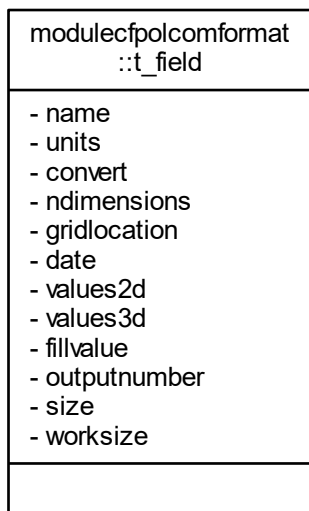 modulecfpolcomformat
::t_field
- name
- units
- convert
- ndimensions
- gridlocation
- date
- values2d
- values3d
- fillvalue
- outputnumber
- size
- worksize